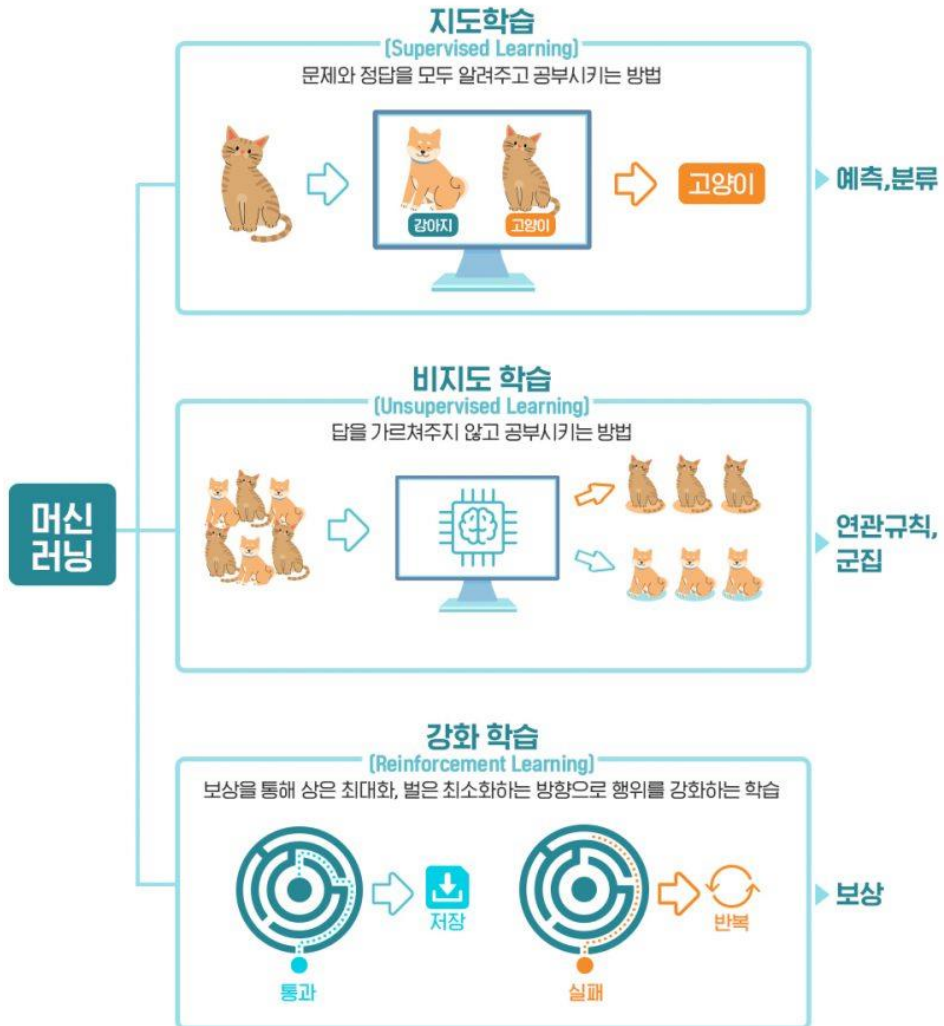 지도학습
(Supervised Learning)
문제와 정답을 모두 알려주고 공부시키는 방법
강아지
고양이
고양이
예측,분류
비지도 학습
(Unsupervised Learning)
답을 가르쳐주지 않고 공부시키는 방법
머신
러닝
연관규칙,
군집
강화 학습
(Reinforcement Learning)
보상을 통해 상은 최대화, 벌은 최소화하는 방향으로 행위를 강화하는 학습
저장
반복
보상
통과
실패